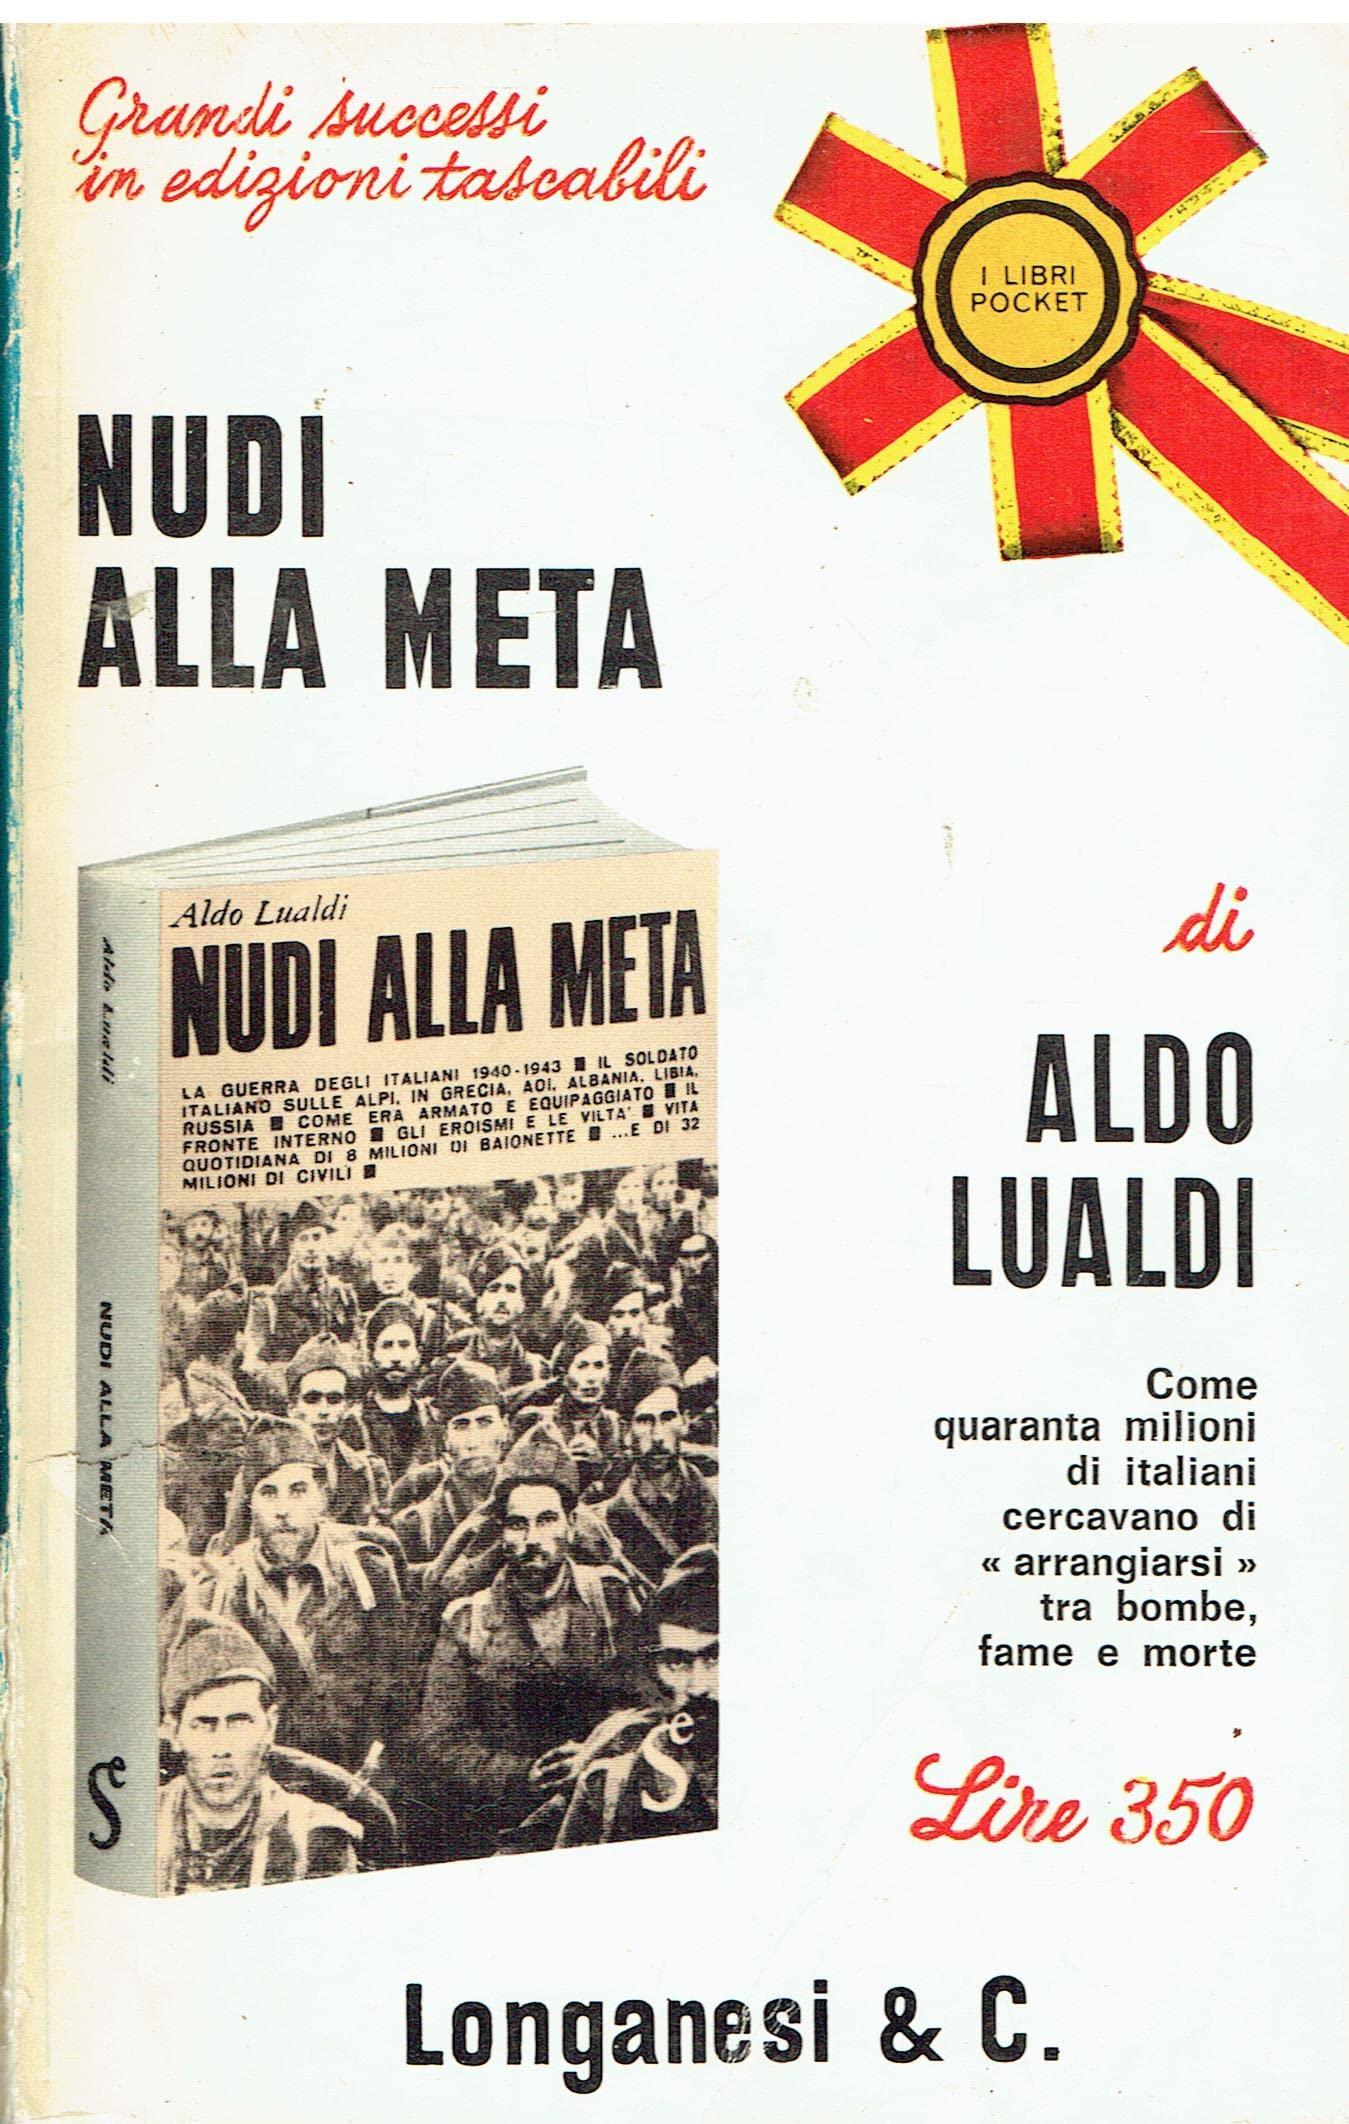 Grandi successi
in edizioni tascabili
I LIBRI
POCKET
NUDI
ALLA META
Aldo Lualdi
NUDI ALLA META
LA GUERRA DEGLI ITALIANI 1940-1943 ■ IL SOLDATO
ITALIANO SULLE ALPI, IN GRECIA, AOI, ALBANIA, LIBIA,
RUSSIA ■ COME ERA ARMATO E EQUIPAGGIATO ■ IL
FRONTE INTERNO ■ GLI EROISMI E LE VILTA' ■ VITA
QUOTIDIANA DI 8 MILIONI DI BAIONETTE ■ ...E DI 32
MILIONI DI CIVILI ■
Aldo Lualdi
NUDI ALLA META
di
ALDO
LUALDI
Come
quaranta milioni
di italiani
cercavano di
« arrangiarsi »
tra bombe,
fame e morte
Lire 350
Longanesi & C.